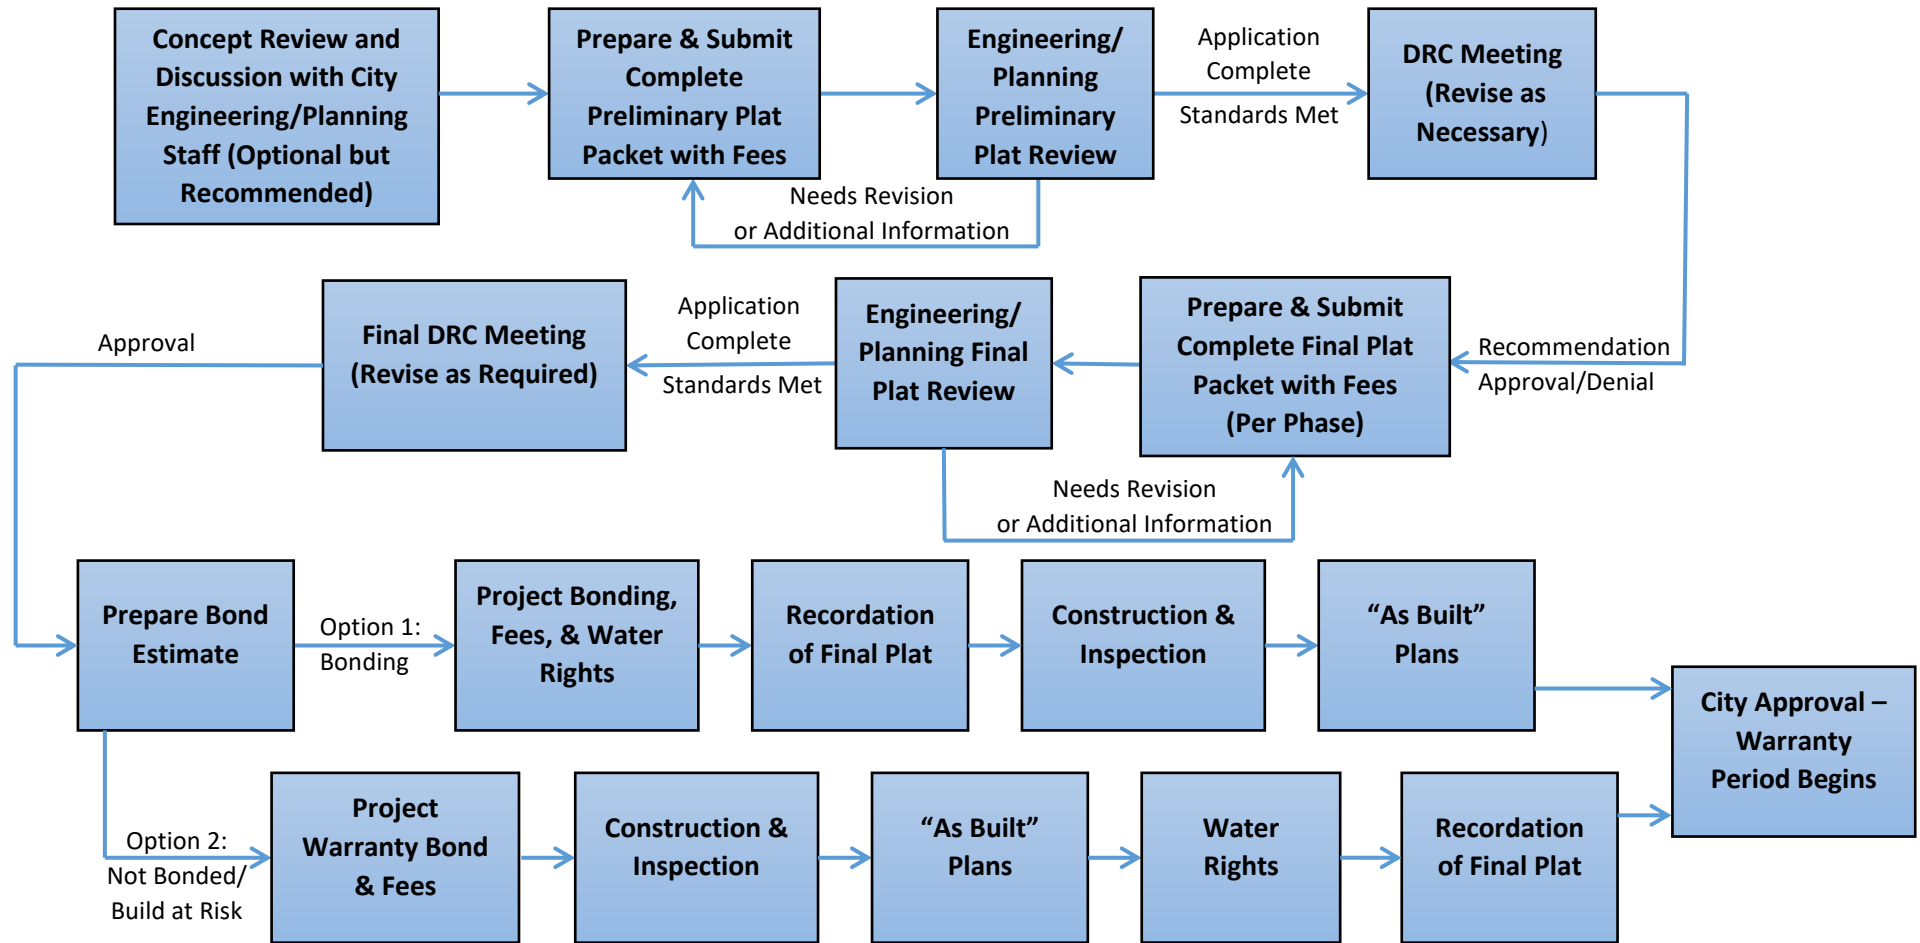 Concept Review and
Discussion with City
Engineering/Planning
Staff (Optional but
Recommended)
Prepare & Submit
Complete
Preliminary Plat
Packet with Fees
Engineering/
Planning
Preliminary
Plat Review
Application
Complete
Standards Met
DRC Meeting
(Revise as
Necessary)
Needs Revision
or Additional Information
Recommendation
Approval/Denial
Prepare & Submit
Complete Final Plat
Packet with Fees
(Per Phase)
Engineering/
Planning Final
Plat Review
Needs Revision
or Additional Information
Application
Complete
Standards Met
Final DRC Meeting
(Revise as Required)
Approval
Prepare Bond
Estimate
Option 1:
Bonding
Project Bonding,
Fees, & Water
Rights
Recordation
of Final Plat
Construction &
Inspection
“As Built”
Plans
City Approval –
Warranty
Period Begins
Option 2:
Not Bonded/
Build at Risk
Project
Warranty Bond
& Fees
Construction &
Inspection
“As Built”
Plans
Water
Rights
Recordation
of Final Plat